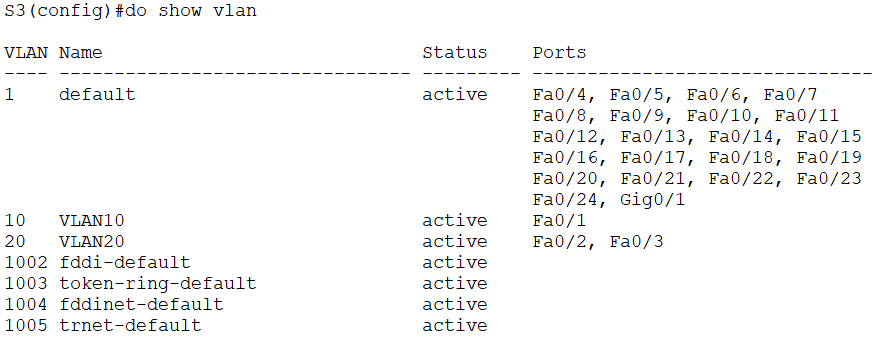 S3(config)#do show vlan
VLAN Name                             Status    Ports
---- -------------------------------- --------- -------------------------------
1    default                          active    Fa0/4, Fa0/5, Fa0/6, Fa0/7
                                                Fa0/8, Fa0/9, Fa0/10, Fa0/11
                                                Fa0/12, Fa0/13, Fa0/14, Fa0/15
                                                Fa0/16, Fa0/17, Fa0/18, Fa0/19
                                                Fa0/20, Fa0/21, Fa0/22, Fa0/23
                                                Fa0/24, Gig0/1
10   VLAN10                           active    Fa0/1
20   VLAN20                           active    Fa0/2, Fa0/3
1002 fddi-default                     active
1003 token-ring-default               active
1004 fddinet-default                  active
1005 trnet-default                    active